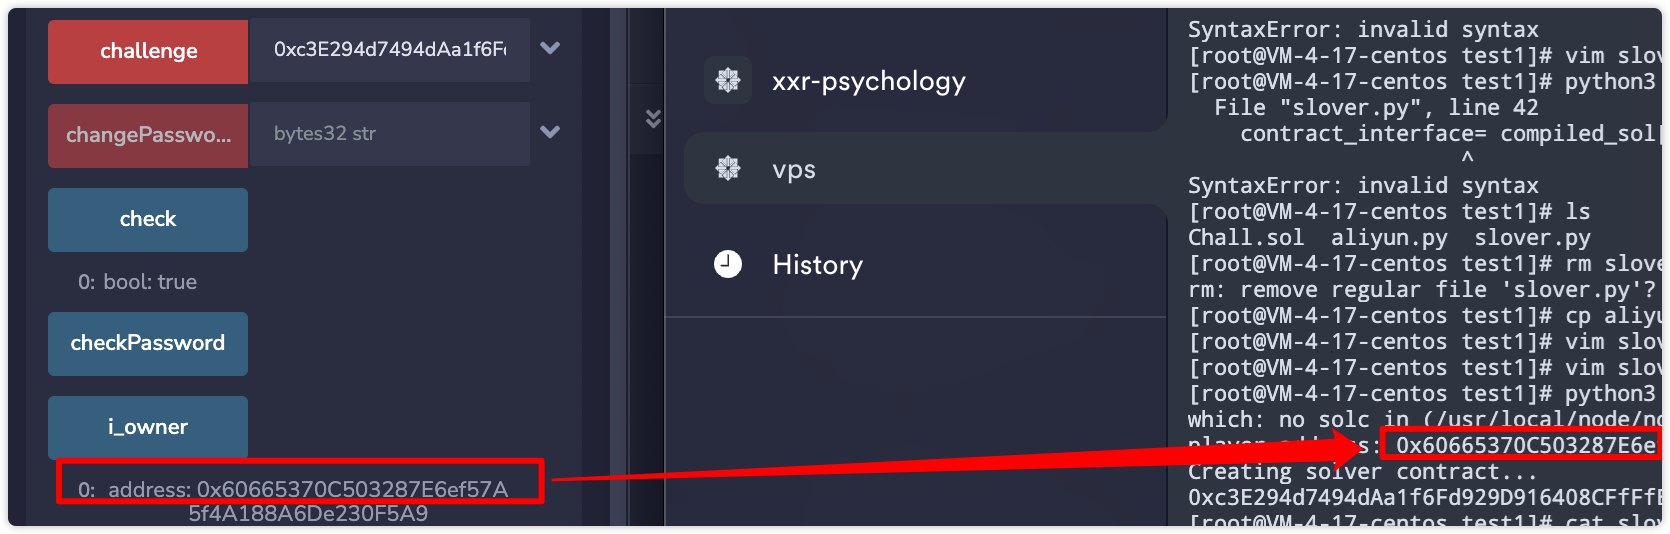 challenge
0xc3E294d7494dAa1f6F
changePasswo...
bytes32 str
check
0: bool: true
checkPassword
i_owner
0: address: 0x60665370C503287E6ef57A
5f4A188A6De230F5A9
xxr-psychology
vps
History
SyntaxError: invalid syntax
[root@VM-4-17-centos test1]# vim slov
[root@VM-4-17-centos test1]# python3
File "slover.py", line 42
contract_interface= compiled_sol[
^
SyntaxError: invalid syntax
[root@VM-4-17-centos test1]# ls
Chall.sol aliyun.py slover.py
[root@VM-4-17-centos test1]# rm slove
rm: remove regular file 'slover.py'?
[root@VM-4-17-centos test1]# cp aliyu
[root@VM-4-17-centos test1]# vim slov
[root@VM-4-17-centos test1]# vim slov
[root@VM-4-17-centos test1]# python3
which: no solc in (/usr/local/node/no
player address: 0x60665370C503287E6e
Creating solver contract...
0xc3E294d7494dAa1f6Fd929D916408CFfFfE
[root@VM-4-17-centos test1]# cat slov